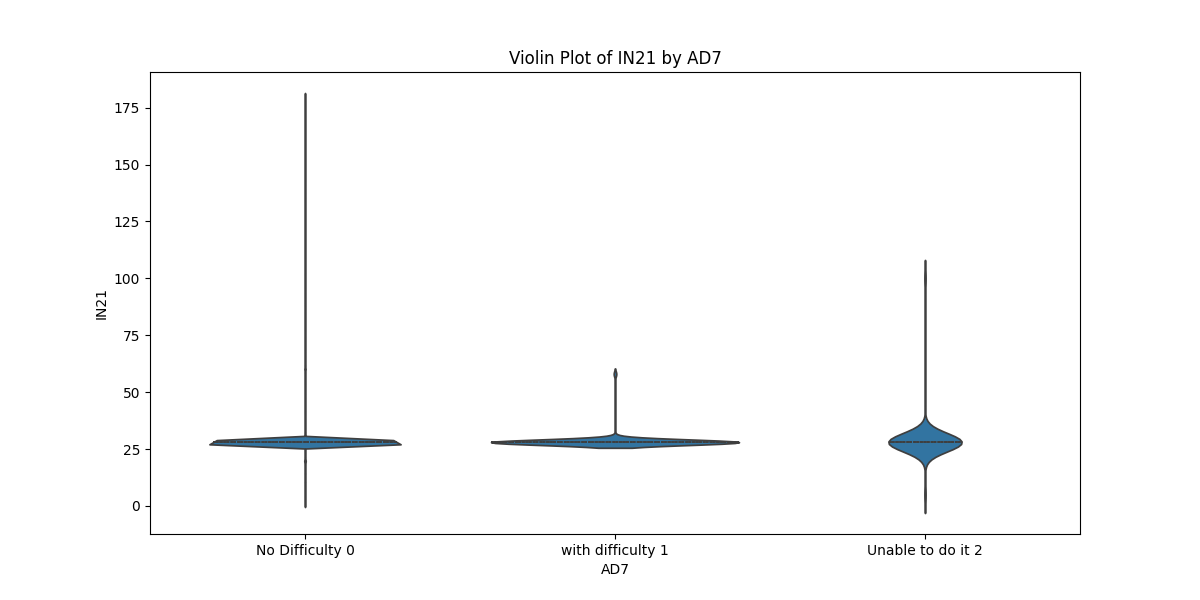 Violin Plot of IN21 by AD7
175
150
125
100
75
50
25
0
IN21
No Difficulty 0
with difficulty 1
Unable to do it 2
AD7